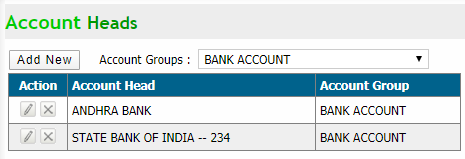 Account Heads
Add New Account Groups : BANK ACCOUNT
Action Account Head Account Group
ANDHRA BANK BANK ACCOUNT
STATE BANK OF INDIA -- 234 BANK ACCOUNT